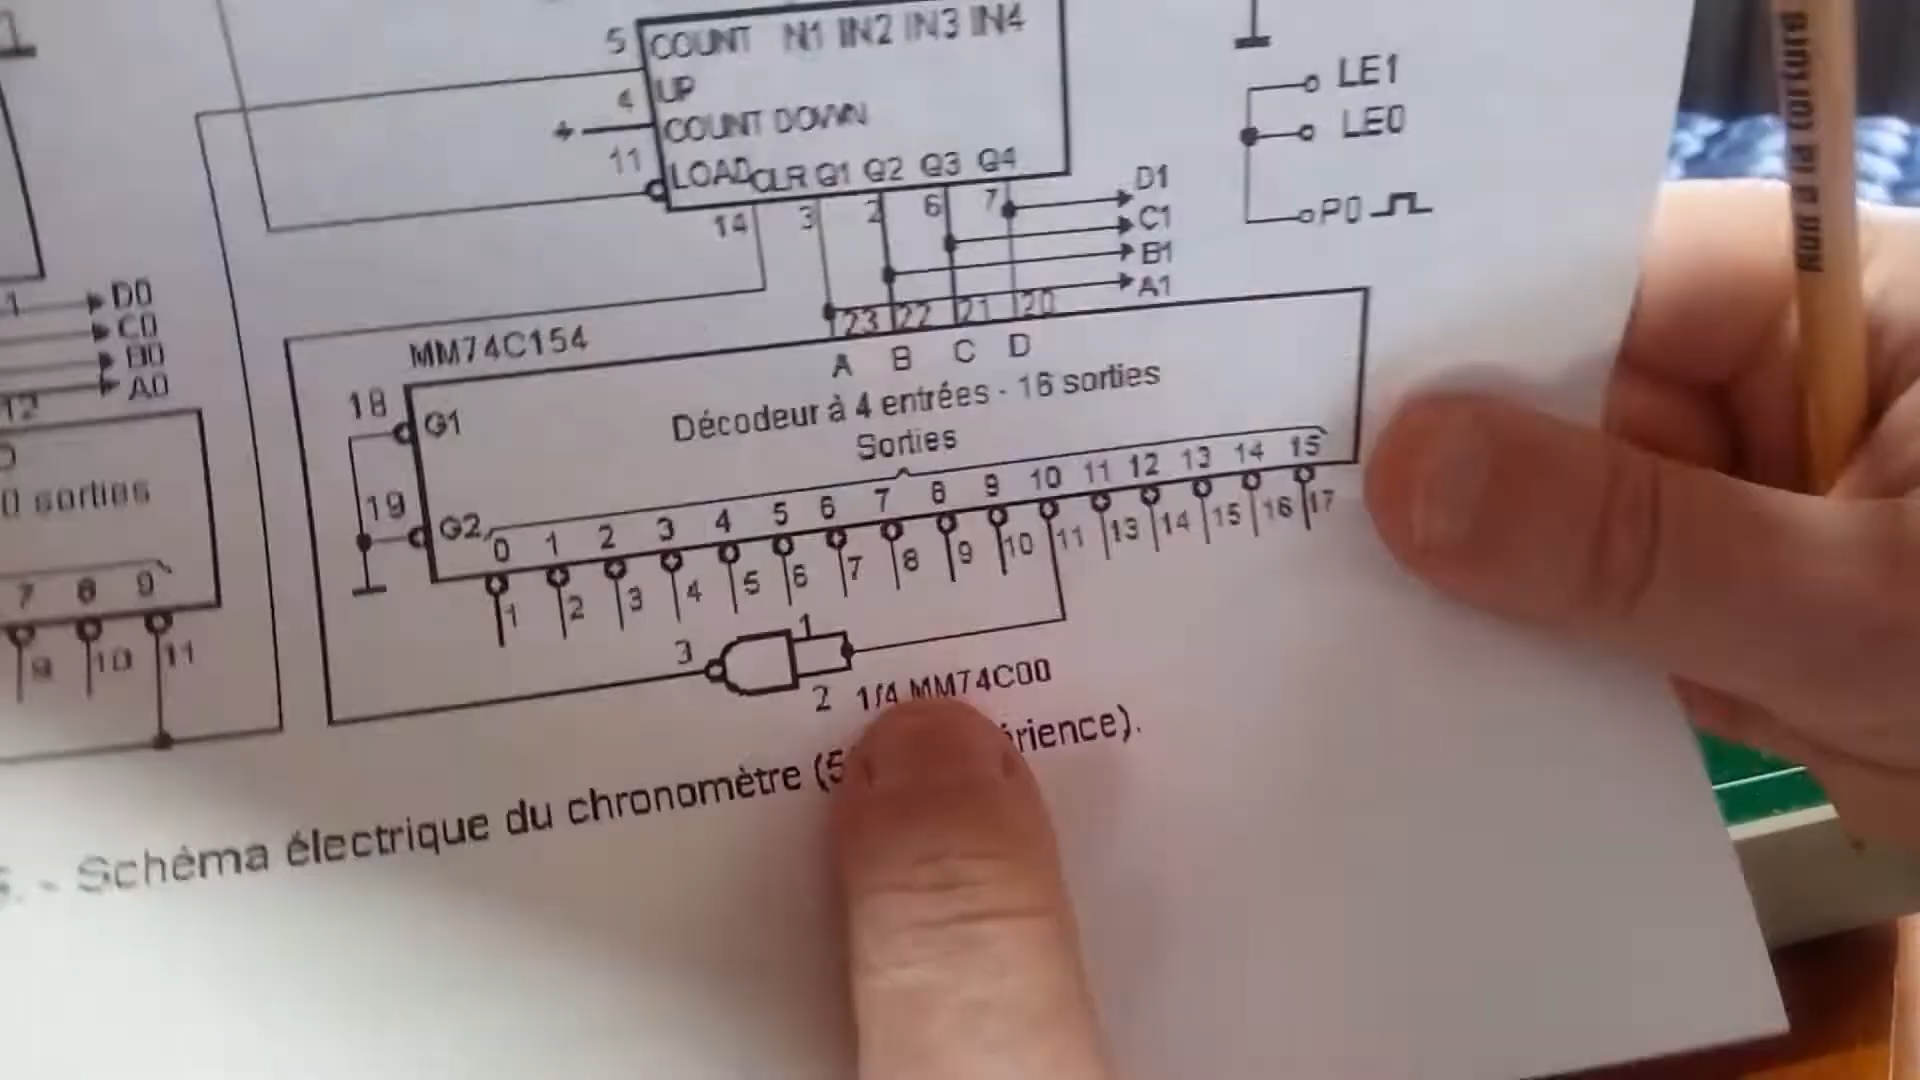 5 COUNT UP IN2 IN3 IN4
4 COUNT DOWN
11 LOAD CLR Q1 Q2 Q3 Q4
14 3 2 6 7
D1
C1
B1
A1
LE1
LE0
P0
D0
C0
B0
A0
12
0 sorties
7 8 9
9 10 11
MM74C154
23 22 21 20
A B C D
18 G1
19 G2
Décodeur à 4 entrées - 16 sorties
Sorties
0 1 2 3 4 5 6 7 8 9 10 11 12 13 14 15
1 2 3 4 5 6 7 8 9 10 11 13 14 15 16 17
3 1
2 1/4 MM74C00
- Schéma électrique du chronomètre
Non à la torture